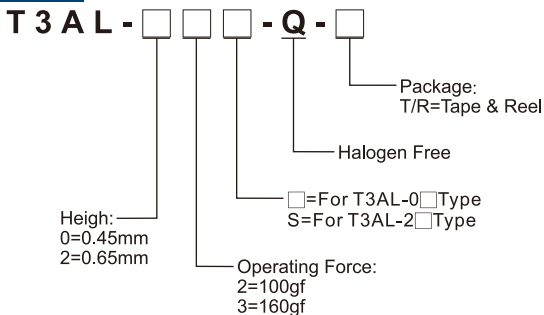 T3AL-□□□-Q-□
Package:
T/R=Tape & Reel
Halogen Free
□=For T3AL-0□Type
S=For T3AL-2□Type
Heigh:
0=0.45mm
2=0.65mm
Operating Force:
2=100gf
3=160gf